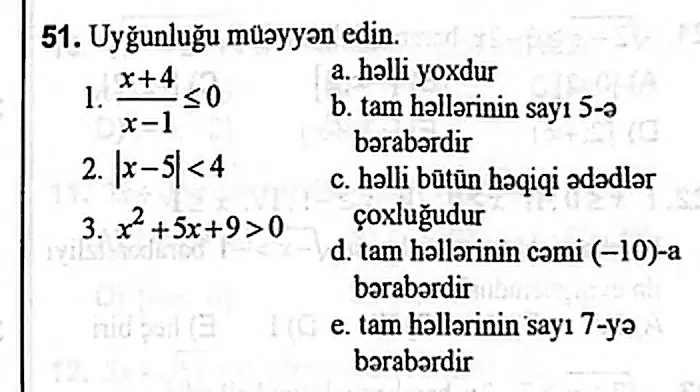 51. Uyğunluğu müəyyən edin.
1. \frac{x+4}{x-1} ≤ 0
2. |x−5| < 4
3. x² + 5x + 9 > 0
a. həlli yoxdur
b. tam həllərinin sayı 5-ə
bərabərdir
c. həlli bütün həqiqi ədədlər
çoxluğudur
d. tam həllərinin cəmi (−10)-a
bərabərdir
e. tam həllərinin sayı 7-yə
bərabərdir